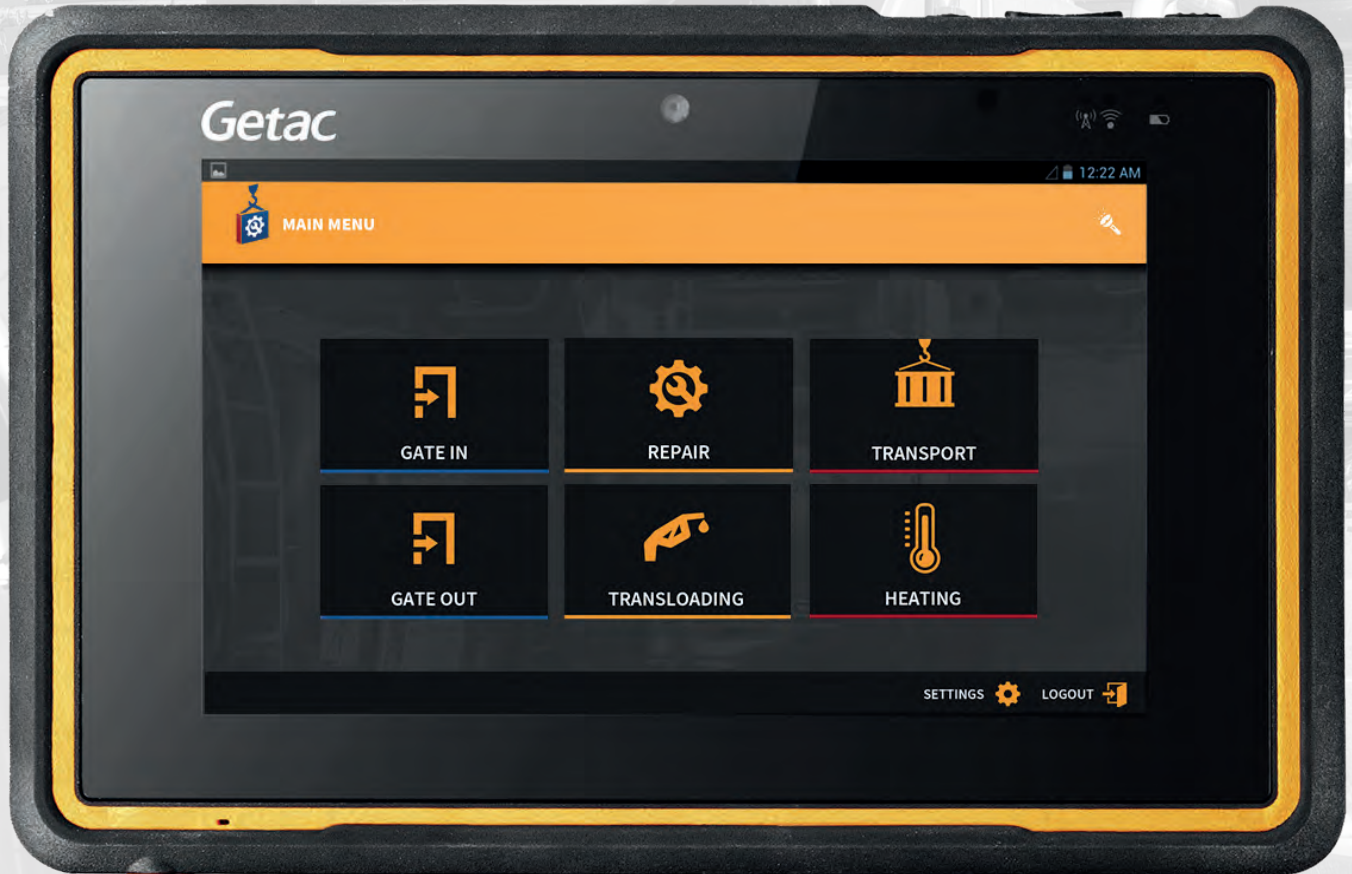 Getac
12:22 AM
MAIN MENU
GATE IN
REPAIR
TRANSPORT
GATE OUT
TRANSLOADING
HEATING
SETTINGS
LOGOUT